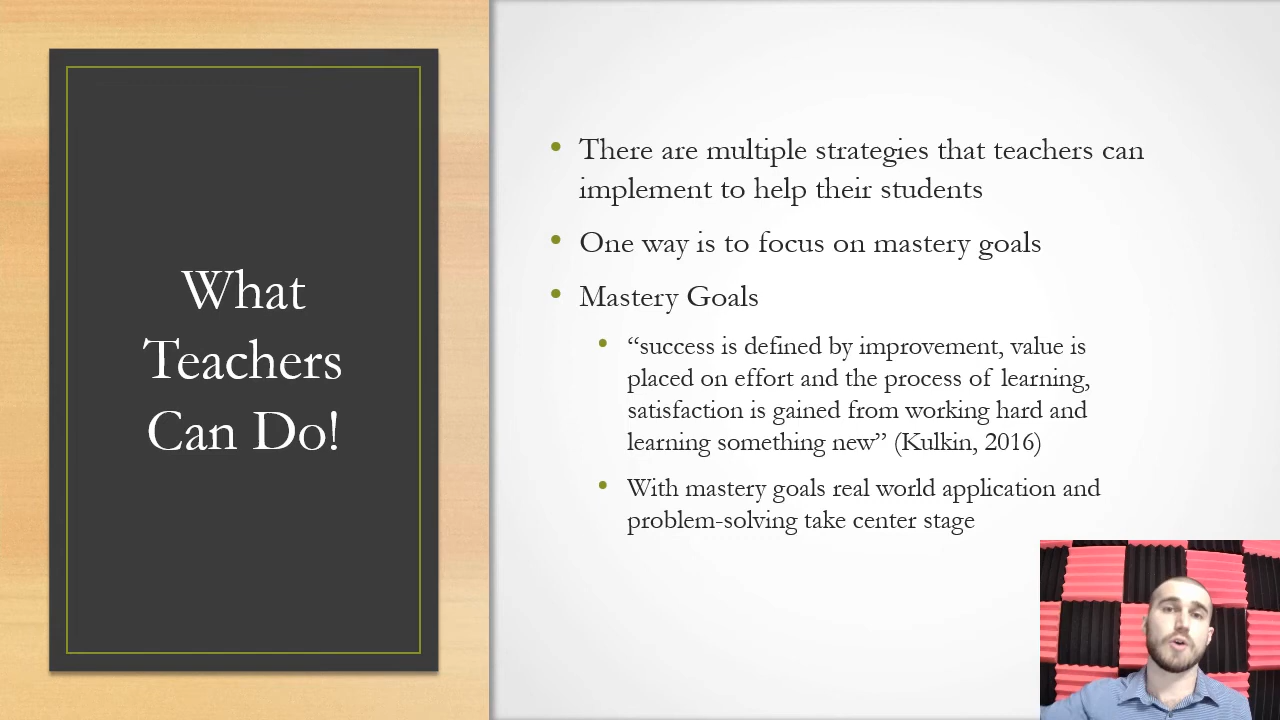 What
Teachers
Can Do!
• There are multiple strategies that teachers can
implement to help their students
• One way is to focus on mastery goals
• Mastery Goals
• “success is defined by improvement, value is
placed on effort and the process of learning,
satisfaction is gained from working hard and
learning something new” (Kulkin, 2016)
• With mastery goals real world application and
problem-solving take center stage